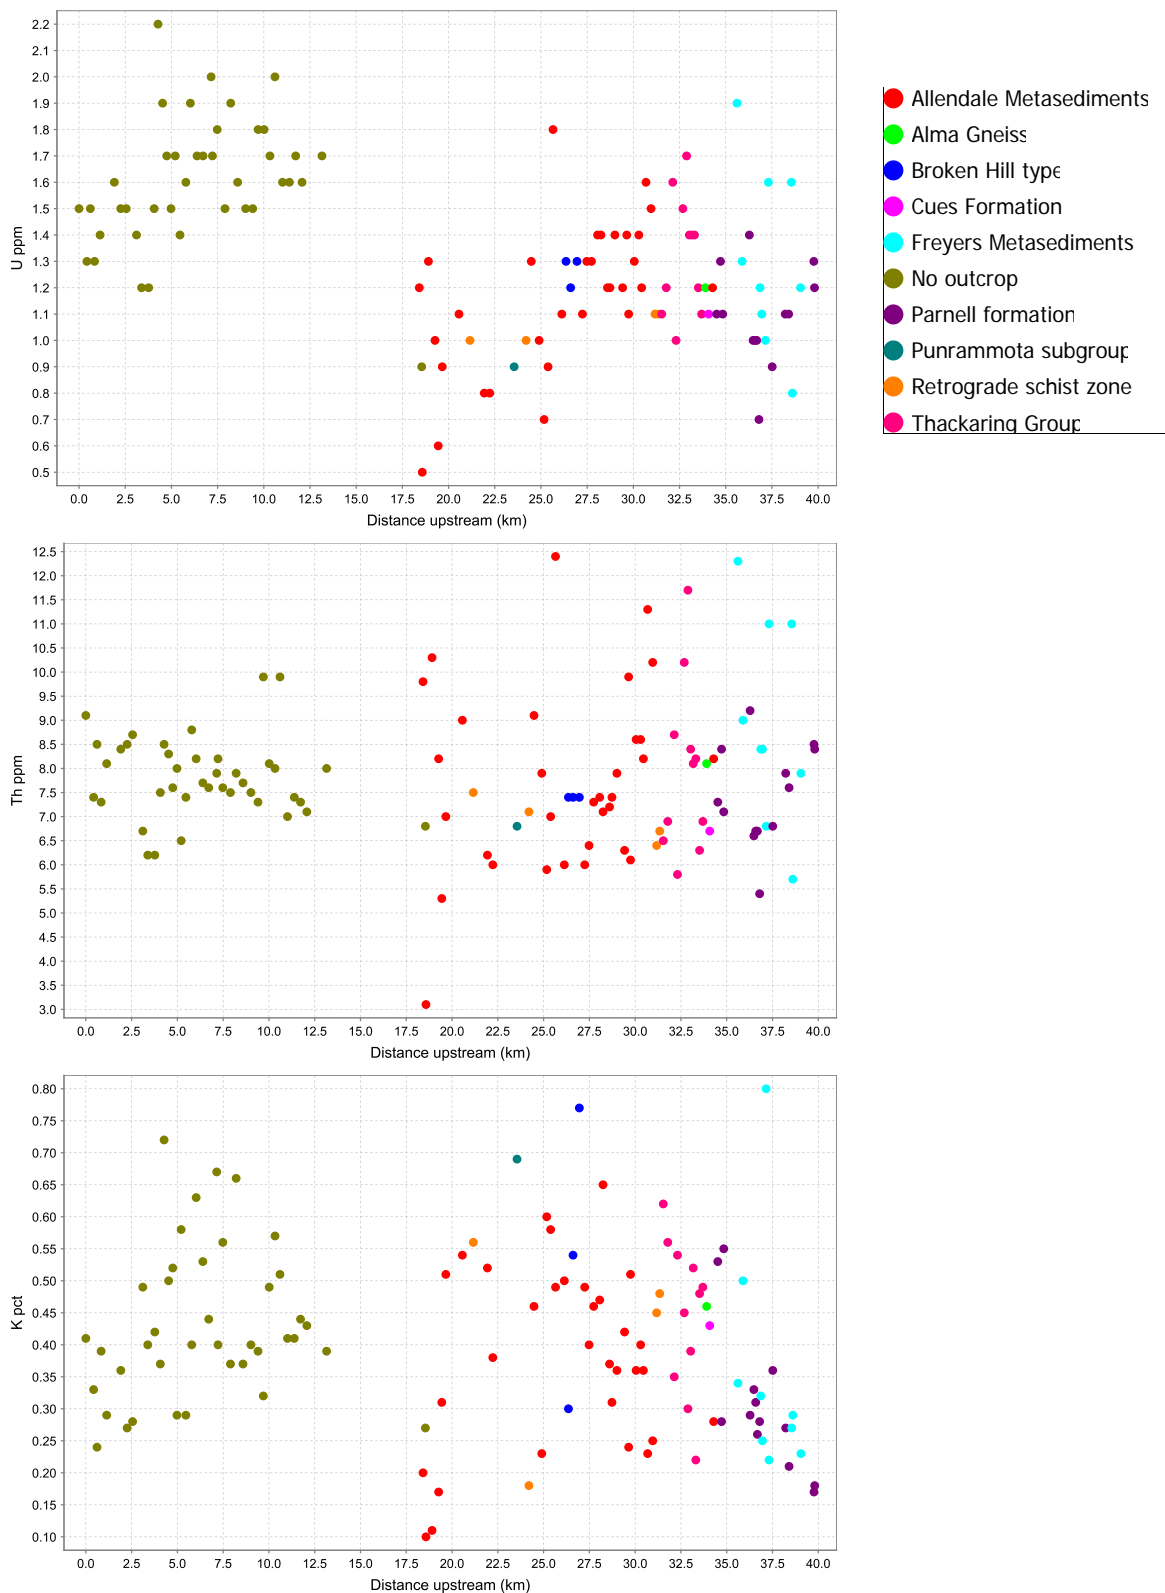 2.2
2.1
2.0
1.9
1.8
1.7
1.6
1.5
1.4
1.3
1.2
1.1
1.0
0.9
0.8
0.7
0.6
0.5
U ppm
0.0 2.5 5.0 7.5 10.0 12.5 15.0 17.5 20.0 22.5 25.0 27.5 30.0 32.5 35.0 37.5 40.0
Distance upstream (km)
Allendale Metasediments
Alma Gneiss
Broken Hill type
Cues Formation
Freyers Metasediments
No outcrop
Parnell formation
Punrammota subgroup
Retrograde schist zone
Thackaring Group
12.5
12.0
11.5
11.0
10.5
10.0
9.5
9.0
8.5
8.0
7.5
7.0
6.5
6.0
5.5
5.0
4.5
4.0
3.5
3.0
Th ppm
0.0 2.5 5.0 7.5 10.0 12.5 15.0 17.5 20.0 22.5 25.0 27.5 30.0 32.5 35.0 37.5 40.0
Distance upstream (km)
0.80
0.75
0.70
0.65
0.60
0.55
0.50
0.45
0.40
0.35
0.30
0.25
0.20
0.15
0.10
K pct
0.0 2.5 5.0 7.5 10.0 12.5 15.0 17.5 20.0 22.5 25.0 27.5 30.0 32.5 35.0 37.5 40.0
Distance upstream (km)